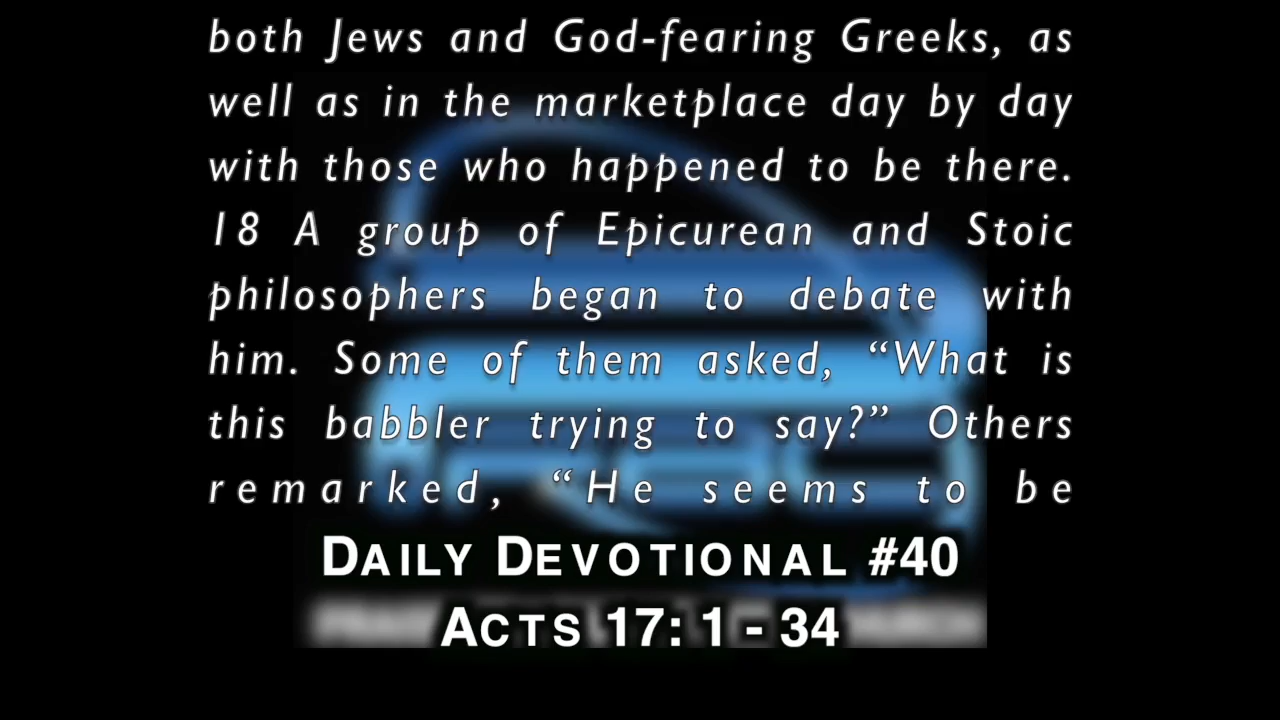 both Jews and God-fearing Greeks, as
well as in the marketplace day by day
with those who happened to be there.
18 A group of Epicurean and Stoic
philosophers began to debate with
him. Some of them asked, “What is
this babbler trying to say?” Others
remarked, “He seems to be
DAILY DEVOTIONAL #40
ACTS 17: 1 - 34